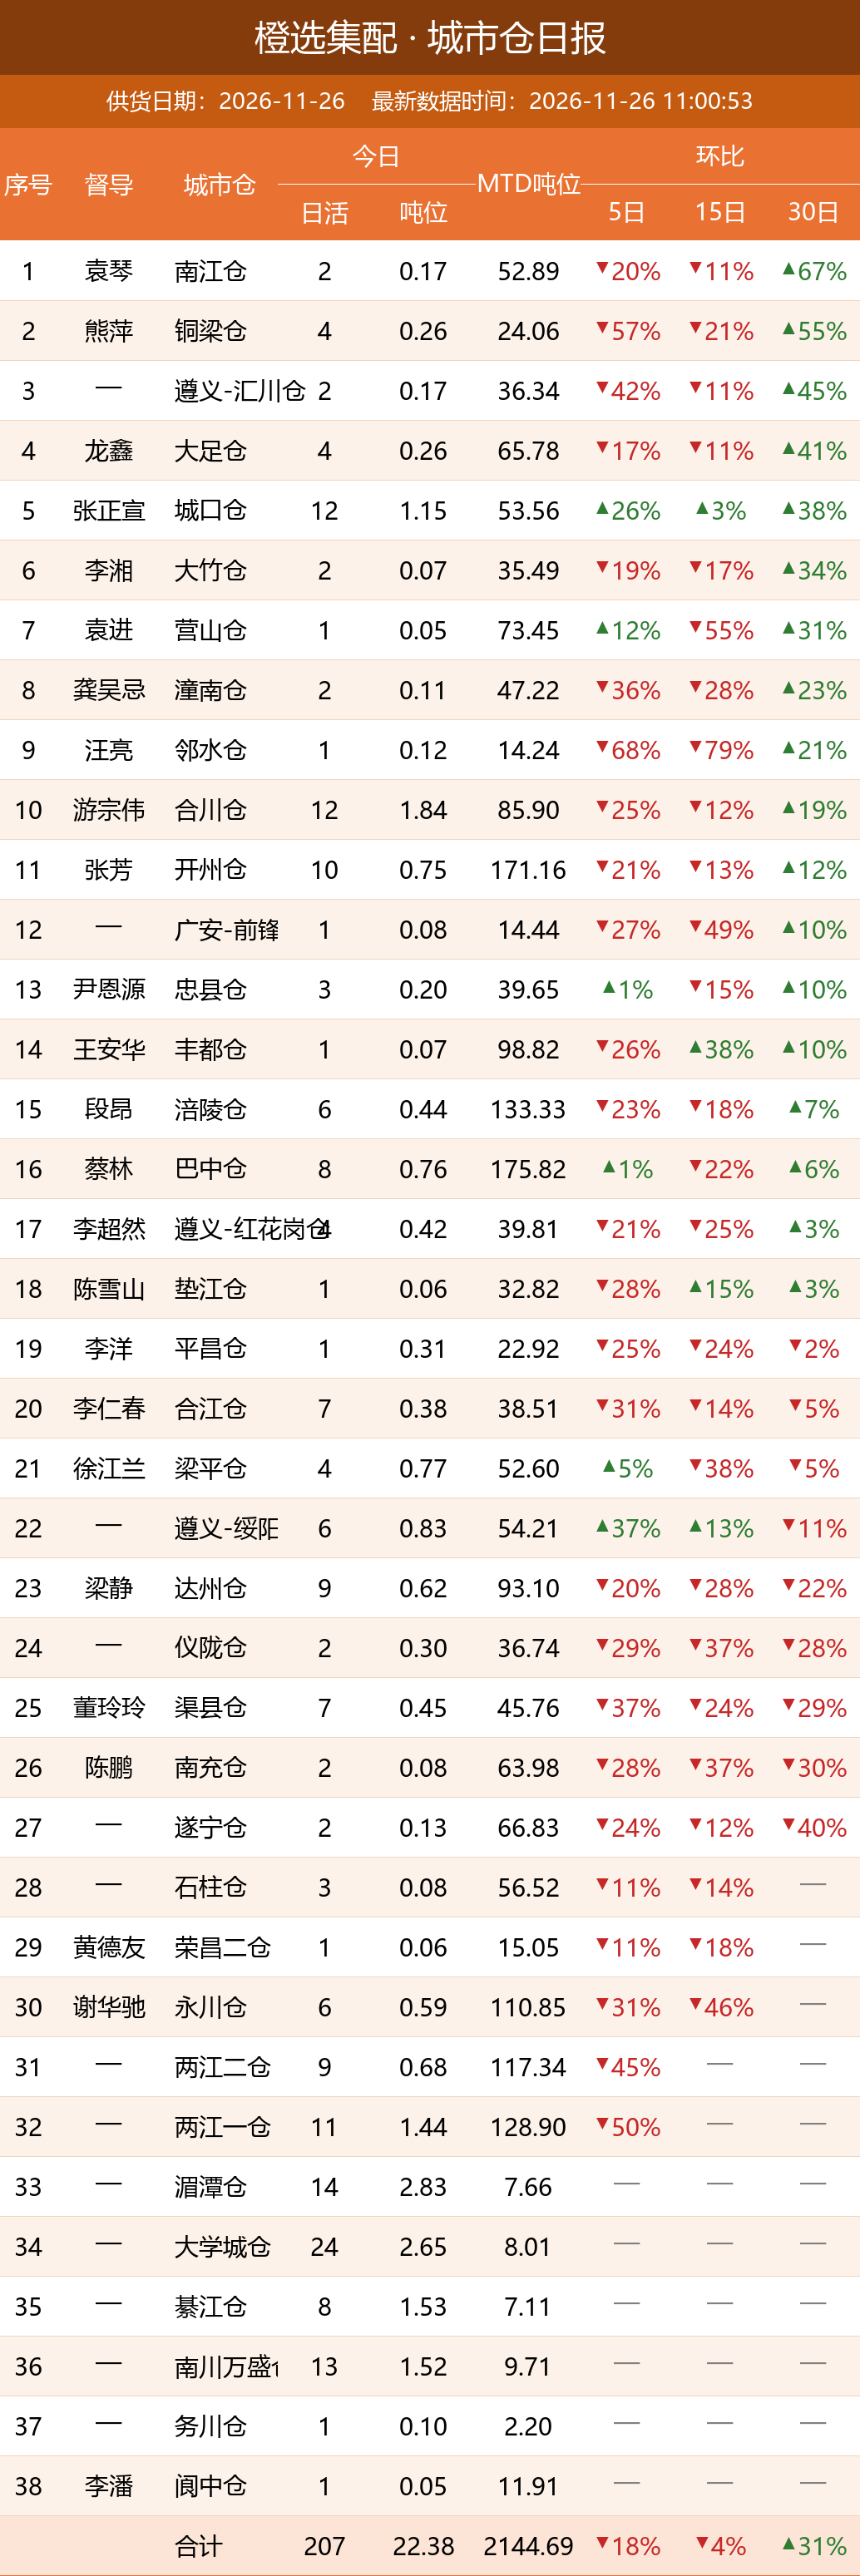 橙选集配 · 城市仓日报
供货日期：2026-11-26 最新数据时间：2026-11-26 11:00:53
序号 督导 城市仓 今日 MTD吨位 环比
日活 吨位 5日 15日 30日
1 袁琴 南江仓 2 0.17 52.89 ▼20% ▼11% ▲67%
2 熊萍 铜梁仓 4 0.26 24.06 ▼57% ▼21% ▲55%
3 — 遵义-汇川仓 2 0.17 36.34 ▼42% ▼11% ▲45%
4 龙鑫 大足仓 4 0.26 65.78 ▼17% ▼11% ▲41%
5 张正宣 城口仓 12 1.15 53.56 ▲26% ▲3% ▲38%
6 李湘 大竹仓 2 0.07 35.49 ▼19% ▼17% ▲34%
7 袁进 营山仓 1 0.05 73.45 ▲12% ▼55% ▲31%
8 龚吴忌 潼南仓 2 0.11 47.22 ▼36% ▼28% ▲23%
9 汪亮 邻水仓 1 0.12 14.24 ▼68% ▼79% ▲21%
10 游宗伟 合川仓 12 1.84 85.90 ▼25% ▼12% ▲19%
11 张芳 开州仓 10 0.75 171.16 ▼21% ▼13% ▲12%
12 — 广安-前锋 1 0.08 14.44 ▼27% ▼49% ▲10%
13 尹恩源 忠县仓 3 0.20 39.65 ▲1% ▼15% ▲10%
14 王安华 丰都仓 1 0.07 98.82 ▼26% ▲38% ▲10%
15 段昂 涪陵仓 6 0.44 133.33 ▼23% ▼18% ▲7%
16 蔡林 巴中仓 8 0.76 175.82 ▲1% ▼22% ▲6%
17 李超然 遵义-红花岗仓 4 0.42 39.81 ▼21% ▼25% ▲3%
18 陈雪山 垫江仓 1 0.06 32.82 ▼28% ▲15% ▲3%
19 李洋 平昌仓 1 0.31 22.92 ▼25% ▼24% ▼2%
20 李仁春 合江仓 7 0.38 38.51 ▼31% ▼14% ▼5%
21 徐江兰 梁平仓 4 0.77 52.60 ▲5% ▼38% ▼5%
22 — 遵义-绥阳 6 0.83 54.21 ▲37% ▲13% ▼11%
23 梁静 达州仓 9 0.62 93.10 ▼20% ▼28% ▼22%
24 — 仪陇仓 2 0.30 36.74 ▼29% ▼37% ▼28%
25 董玲玲 渠县仓 7 0.45 45.76 ▼37% ▼24% ▼29%
26 陈鹏 南充仓 2 0.08 63.98 ▼28% ▼37% ▼30%
27 — 遂宁仓 2 0.13 66.83 ▼24% ▼12% ▼40%
28 — 石柱仓 3 0.08 56.52 ▼11% ▼14% —
29 黄德友 荣昌二仓 1 0.06 15.05 ▼11% ▼18% —
30 谢华驰 永川仓 6 0.59 110.85 ▼31% ▼46% —
31 — 两江二仓 9 0.68 117.34 ▼45% — —
32 — 两江一仓 11 1.44 128.90 ▼50% — —
33 — 湄潭仓 14 2.83 7.66 — — —
34 — 大学城仓 24 2.65 8.01 — — —
35 — 綦江仓 8 1.53 7.11 — — —
36 — 南川万盛 13 1.52 9.71 — — —
37 — 务川仓 1 0.10 2.20 — — —
38 李潘 阆中仓 1 0.05 11.91 — — —
合计 207 22.38 2144.69 ▼18% ▼4% ▲31%